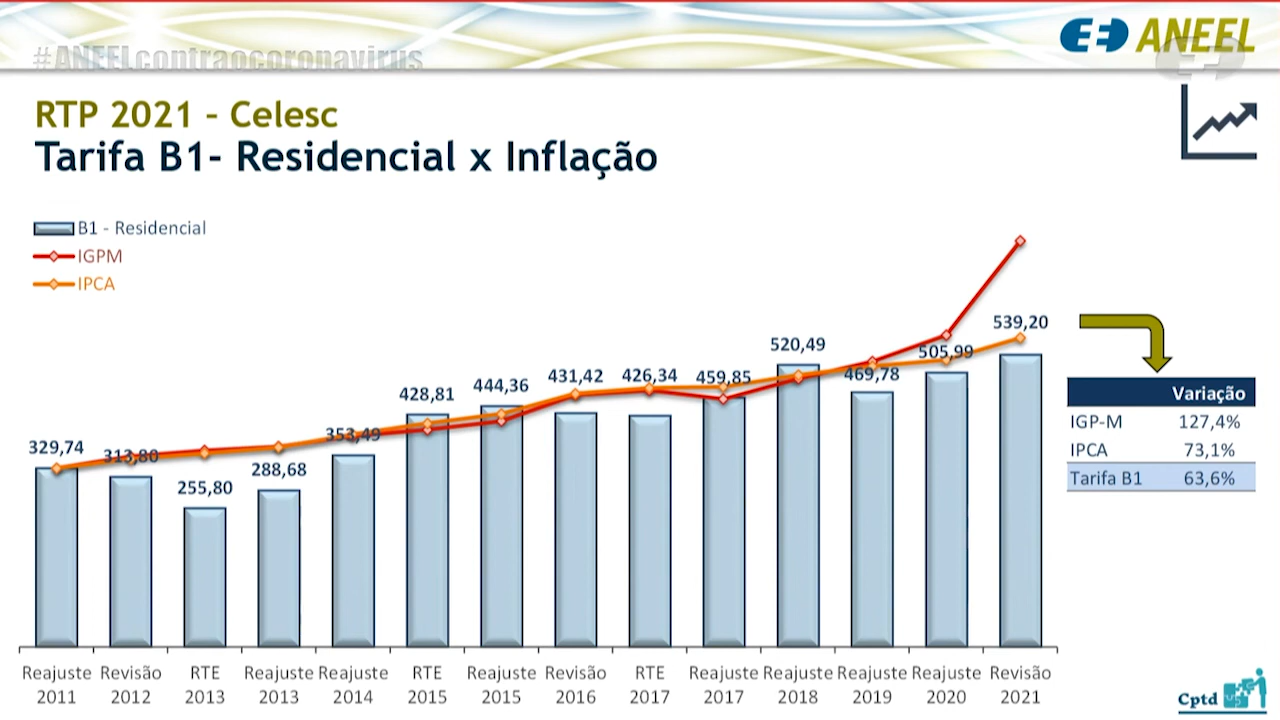 #ANEELcontraocoronavirus
ANEEL
RTP 2021 – Celesc
Tarifa B1- Residencial x Inflação
B1 - Residencial
IGPM
IPCA
329,74
313,80
255,80
288,68
353,49
428,81
444,36
431,42
426,34
459,85
520,49
469,78
505,99
539,20
Variação
IGP-M 127,4%
IPCA 73,1%
Tarifa B1 63,6%
Reajuste Revisão RTE Reajuste Reajuste RTE Reajuste Revisão RTE Reajuste Reajuste Reajuste Reajuste Revisão
2011 2012 2013 2013 2014 2015 2015 2016 2017 2017 2018 2019 2020 2021
Cptd